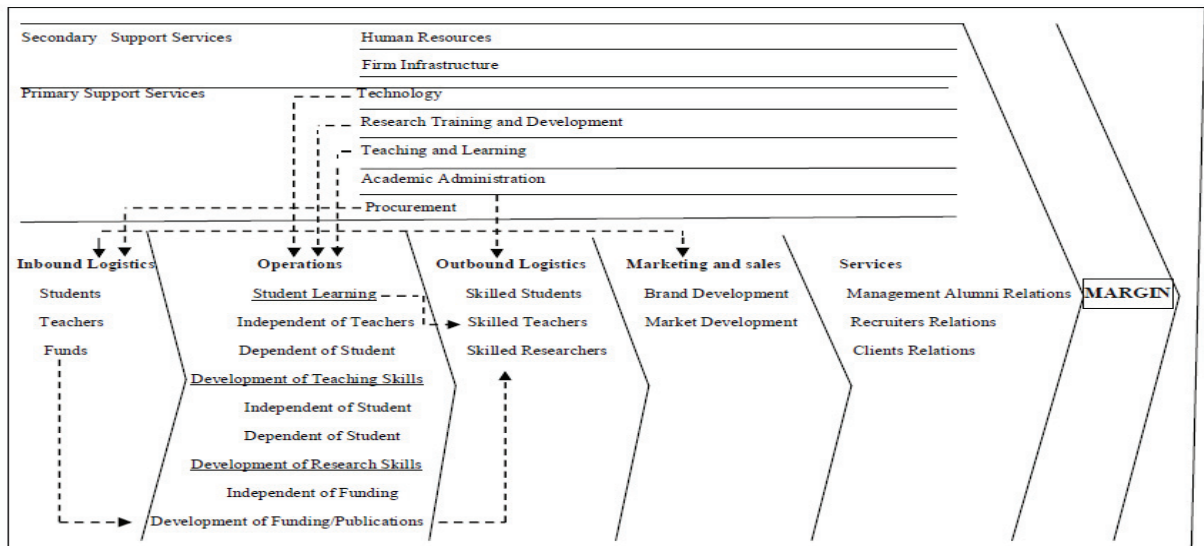 Secondary Support Services
Human Resources
Firm Infrastructure
Primary Support Services
Technology
Research Training and Development
Teaching and Learning
Academic Administration
Procurement
Inbound Logistics
Students
Teachers
Funds
Operations
Student Learning
Independent of Teachers
Dependent of Student
Development of Teaching Skills
Independent of Student
Dependent of Student
Development of Research Skills
Independent of Funding
Development of Funding/Publications
Outbound Logistics
Skilled Students
Skilled Teachers
Skilled Researchers
Marketing and sales
Brand Development
Market Development
Services
Management Alumni Relations
Recruiters Relations
Clients Relations
MARGIN